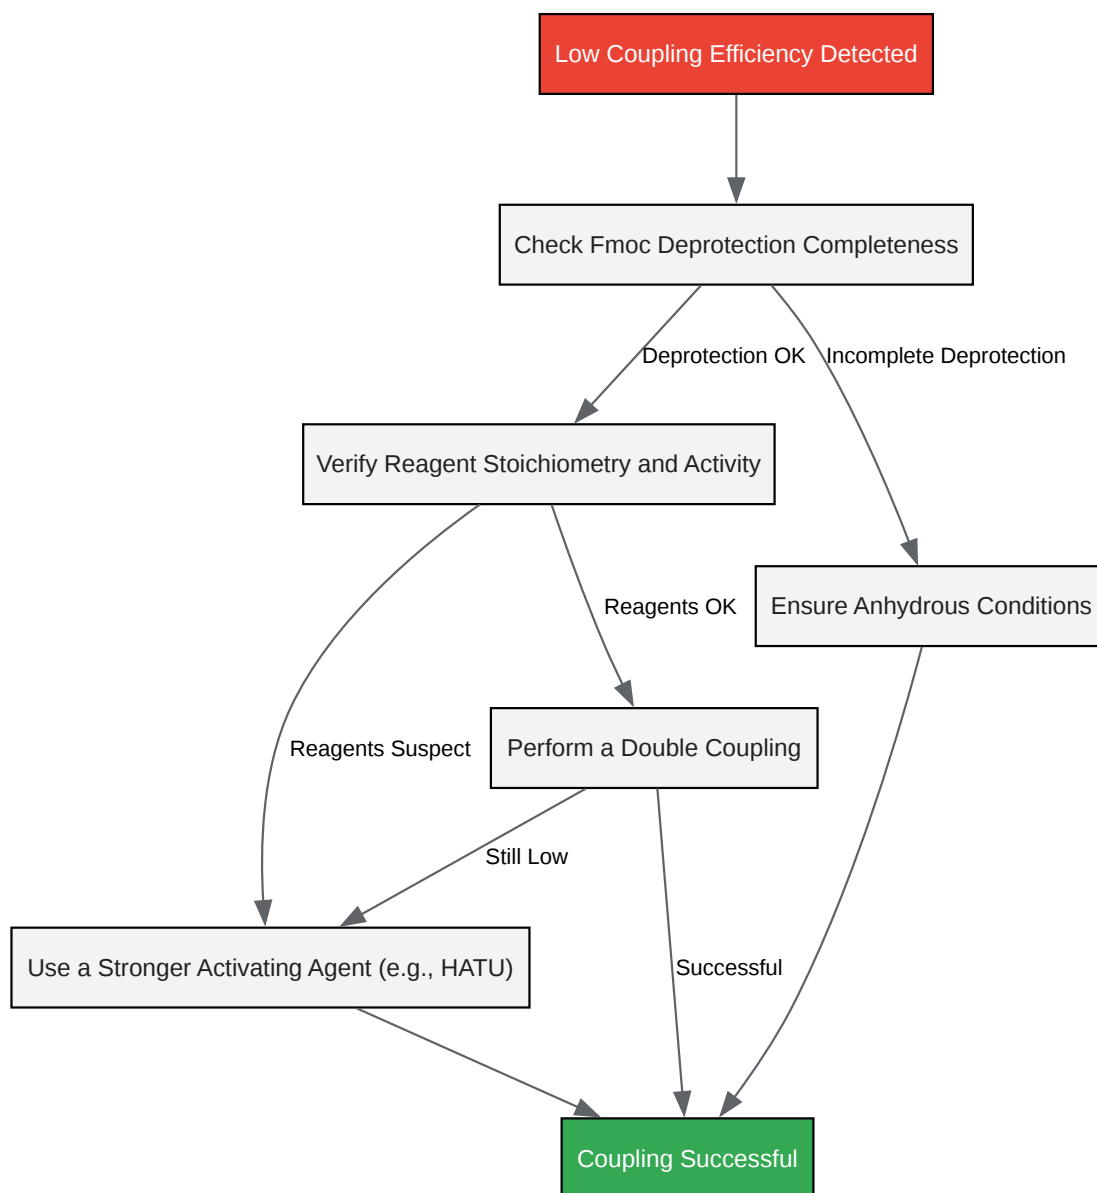 Low Coupling Efficiency Detected
Check Fmoc Deprotection Completeness
Deprotection OK
Incomplete Deprotection
Verify Reagent Stoichiometry and Activity
Reagents OK
Ensure Anhydrous Conditions
Reagents Suspect
Perform a Double Coupling
Still Low
Use a Stronger Activating Agent (e.g., HATU)
Successful
Coupling Successful